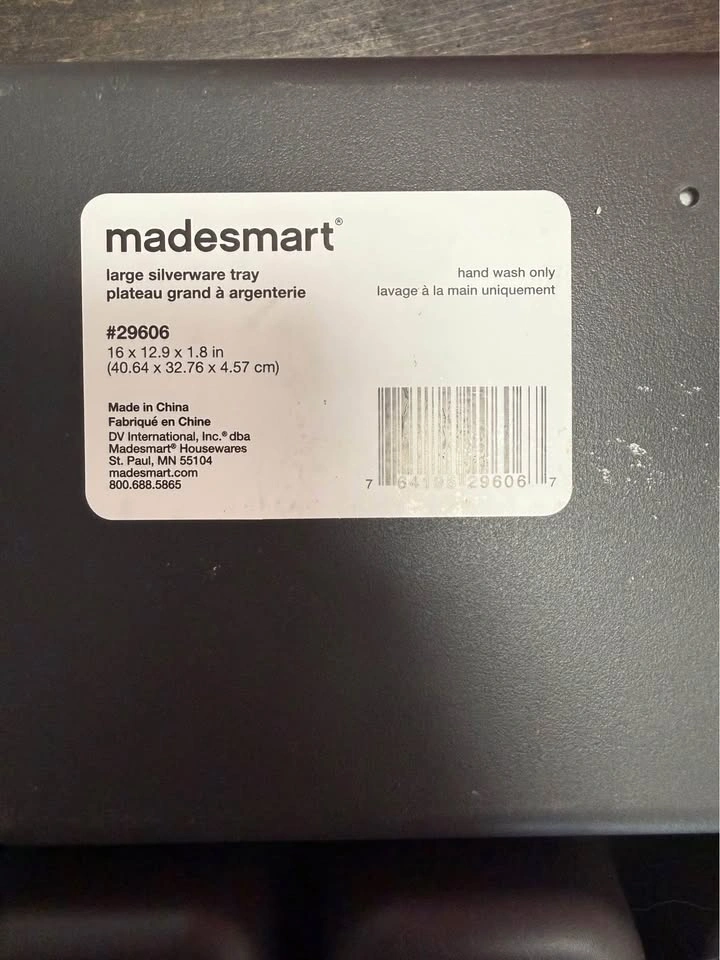 madesmart®
large silverware tray
plateau grand à argenterie
hand wash only
lavage à la main uniquement
#29606
16 x 12.9 x 1.8 in
(40.64 x 32.76 x 4.57 cm)
Made in China
Fabriqué en Chine
DV International, Inc.® dba
Madesmart® Housewares
St. Paul, MN 55104
madesmart.com
800.688.5865
7 29606 7